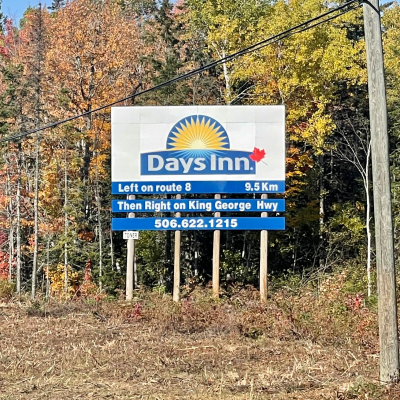 Days Inn.
Left on route 8 9.5 Km
Then Right on King George Hwy
506.622.1215